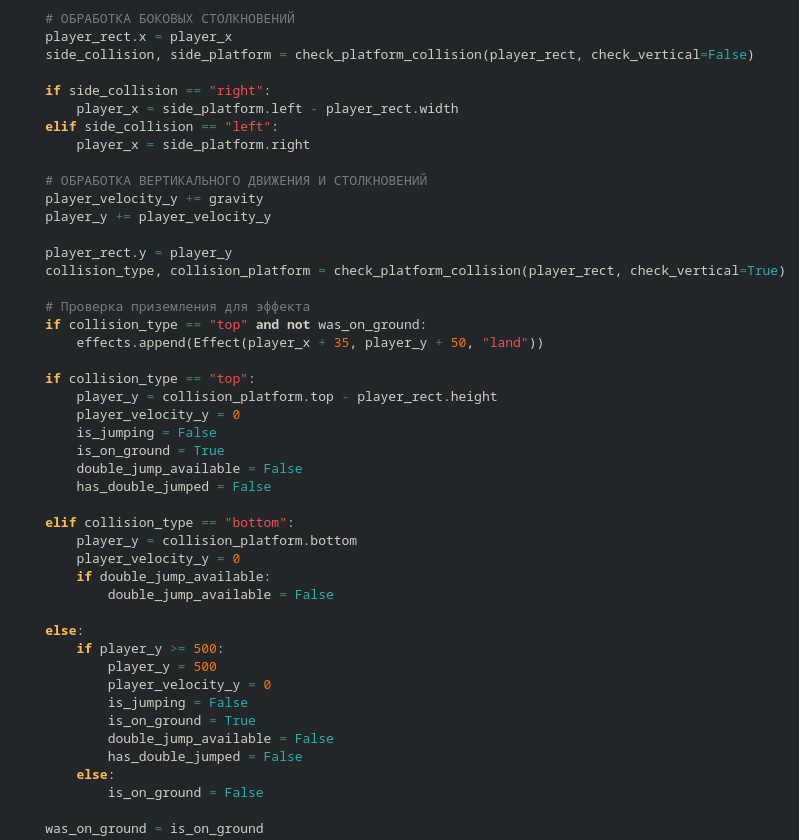 # ОБРАБОТКА БОКОВЫХ СТОЛКНОВЕНИЙ
player_rect.x = player_x
side_collision, side_platform = check_platform_collision(player_rect, check_vertical=False)
if side_collision == "right":
player_x = side_platform.left - player_rect.width
elif side_collision == "left":
player_x = side_platform.right
# ОБРАБОТКА ВЕРТИКАЛЬНОГО ДВИЖЕНИЯ И СТОЛКНОВЕНИЙ
player_velocity_y += gravity
player_y += player_velocity_y
player_rect.y = player_y
collision_type, collision_platform = check_platform_collision(player_rect, check_vertical=True)
# Проверка приземления для эффекта
if collision_type == "top" and not was_on_ground:
effects.append(Effect(player_x + 35, player_y + 50, "land"))
if collision_type == "top":
player_y = collision_platform.top - player_rect.height
player_velocity_y = 0
is_jumping = False
is_on_ground = True
double_jump_available = False
has_double_jumped = False
elif collision_type == "bottom":
player_y = collision_platform.bottom
player_velocity_y = 0
if double_jump_available:
double_jump_available = False
else:
if player_y >= 500:
player_y = 500
player_velocity_y = 0
is_jumping = False
is_on_ground = True
double_jump_available = False
has_double_jumped = False
else:
is_on_ground = False
was_on_ground = is_on_ground